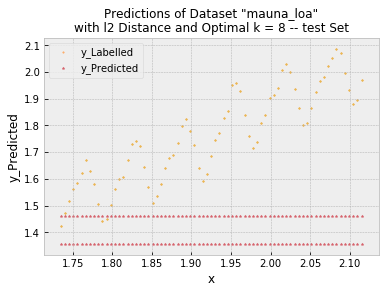 Predictions of Dataset "mauna_loa"
with l2 Distance and Optimal k = 8 -- test Set
y_Predicted
2.1
2.0
1.9
1.8
1.7
1.6
1.5
1.4
y_Labelled
y_Predicted
1.75 1.80 1.85 1.90 1.95 2.00 2.05 2.10
x